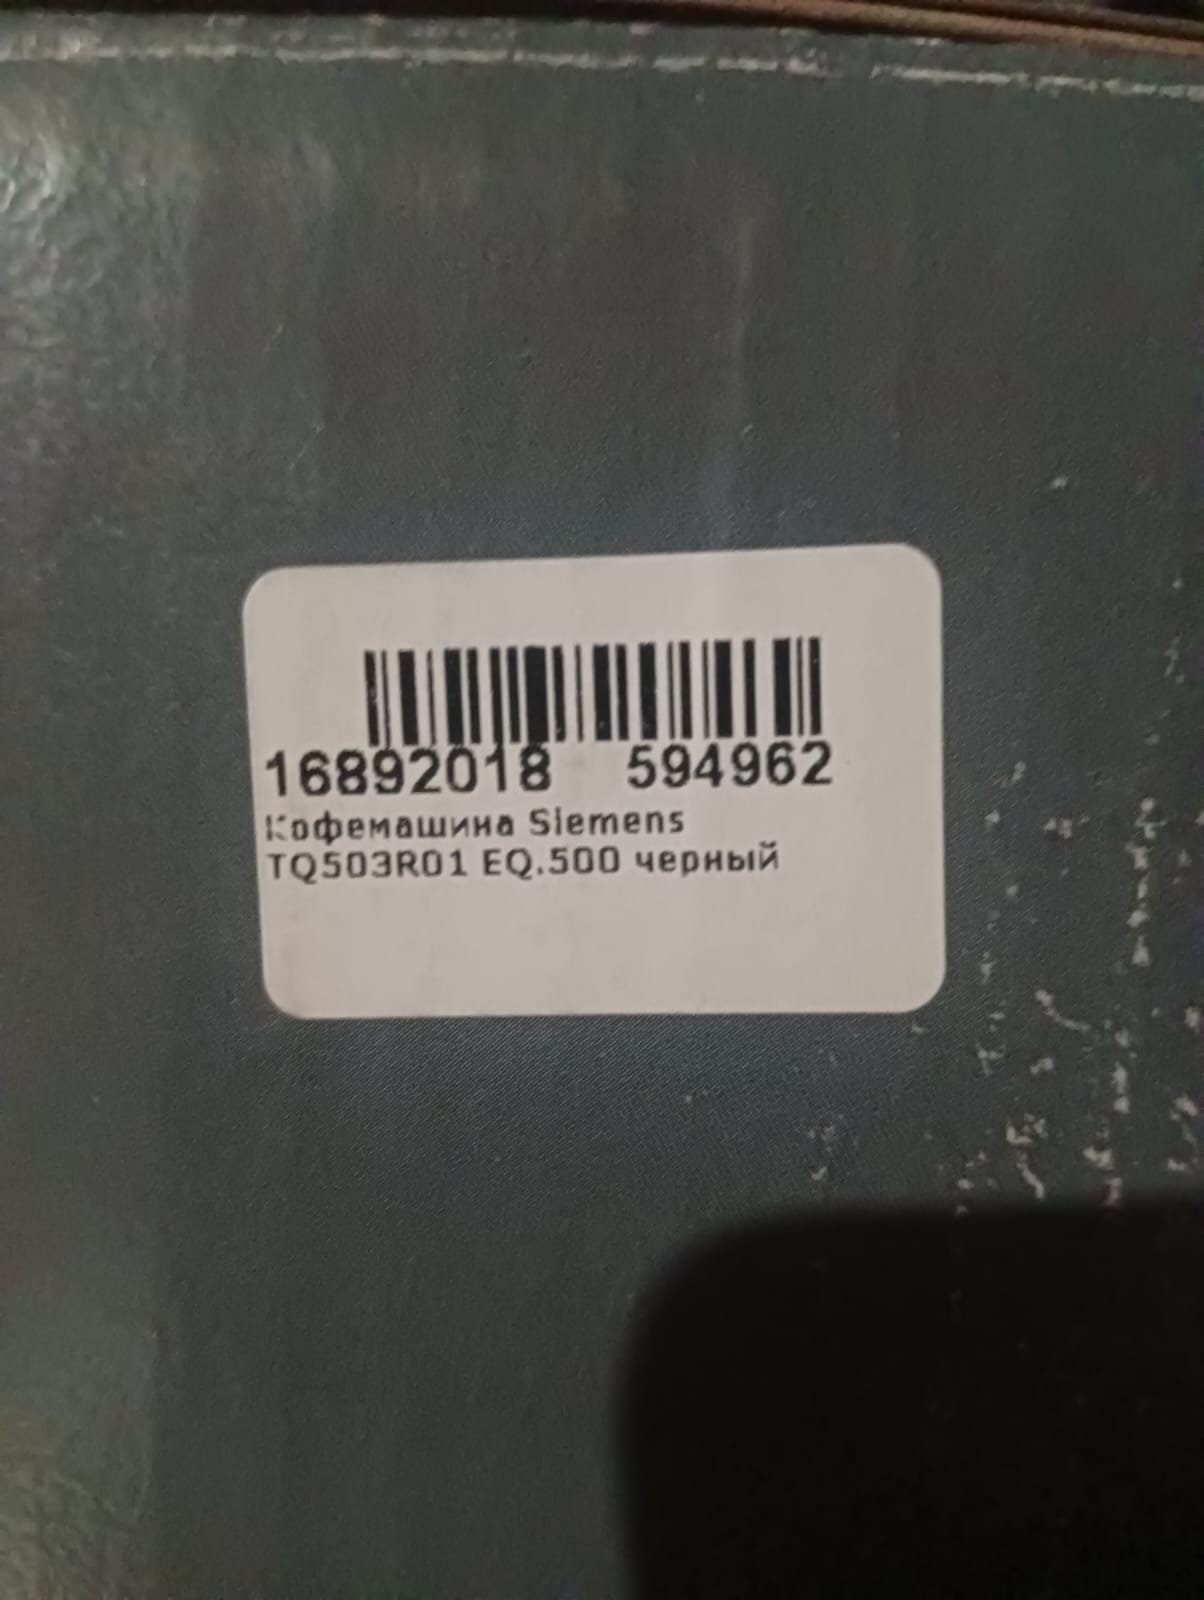 16892018 594962
Кофемашина Siemens
TQ503R01 EQ.500 черный